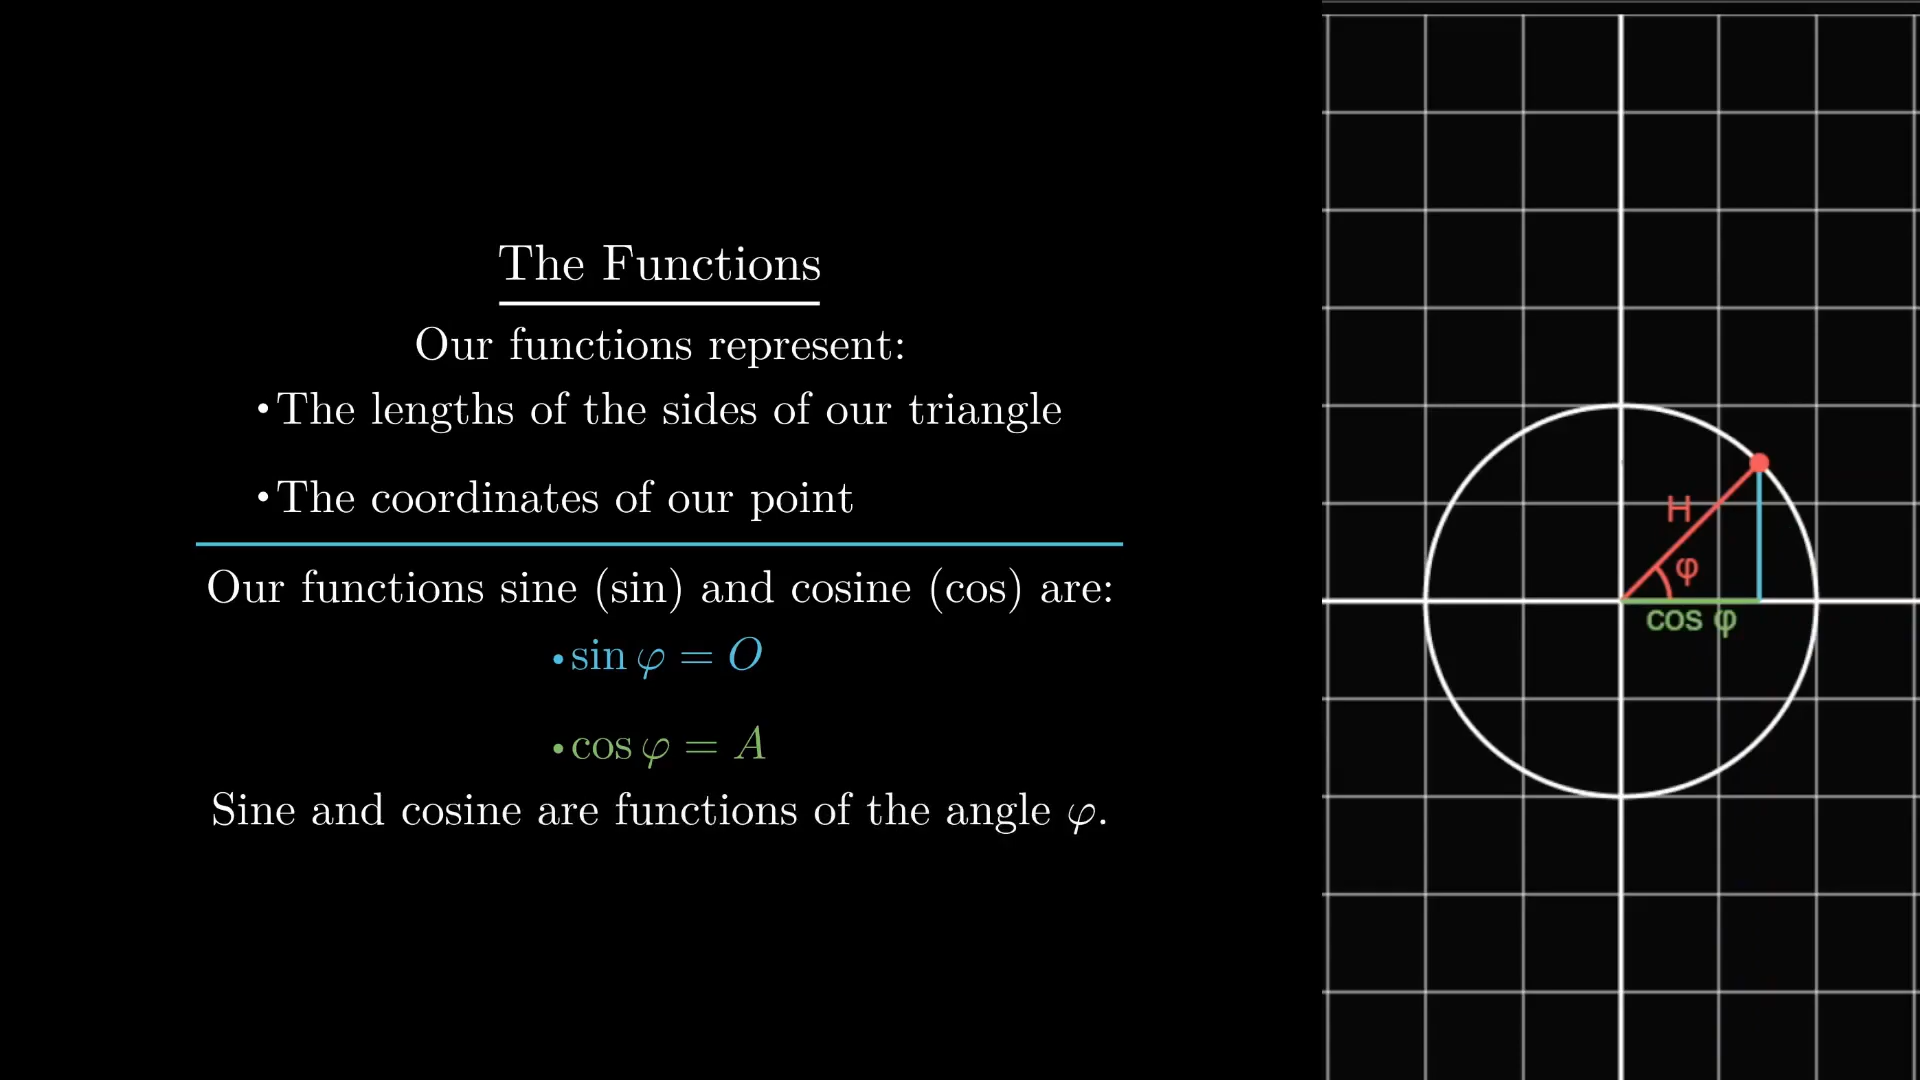 The Functions
Our functions represent:
•The lengths of the sides of our triangle
•The coordinates of our point
Our functions sine (sin) and cosine (cos) are:
•sin φ = O
•cos φ = A
Sine and cosine are functions of the angle φ.
H
φ
cos φ